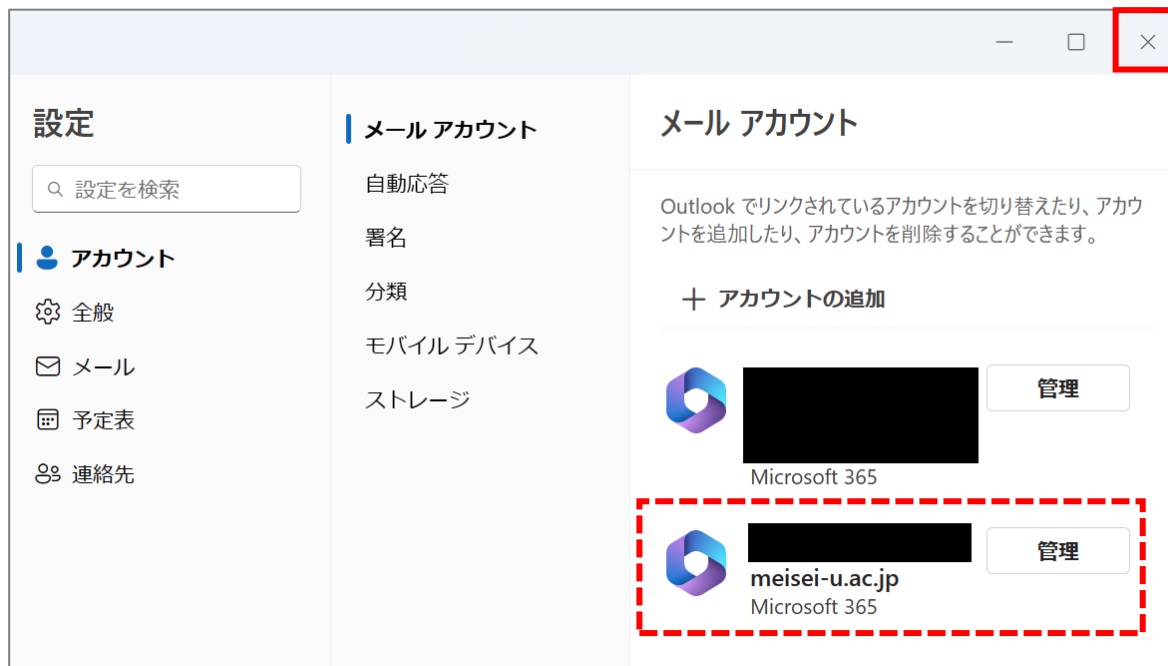 設定
設定を検索
アカウント
全般
メール
予定表
連絡先
メール アカウント
自動応答
署名
分類
モバイル デバイス
ストレージ
メール アカウント
Outlook でリンクされているアカウントを切り替えたり、アカウ
ントを追加したり、アカウントを削除することができます。
アカウントの追加
管理
Microsoft 365
管理
meisei-u.ac.jp
Microsoft 365